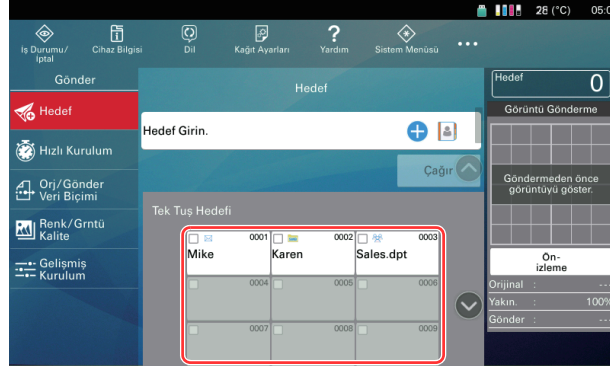 28 (°C) 05:0
İş Durumu/
İptal
Cihaz Bilgisi
Dil
Kağıt Ayarları
Yardım
Sistem Menüsü
Gönder
Hedef
Hızlı Kurulum
Orj/Gönder
Veri Biçimi
Renk/Grntü
Kalite
Gelişmiş
Kurulum
Hedef
Hedef Girin.
Çağır
Tek Tuş Hedefi
0001
Mike
0002
Karen
0003
Sales.dpt
0004
0005
0006
0007
0008
0009
Hedef 0
Görüntü Gönderme
Göndermeden önce
görüntüyü göster.
Ön-
izleme
Orijinal : ---
Yakın. : 100%
Gönder : ---